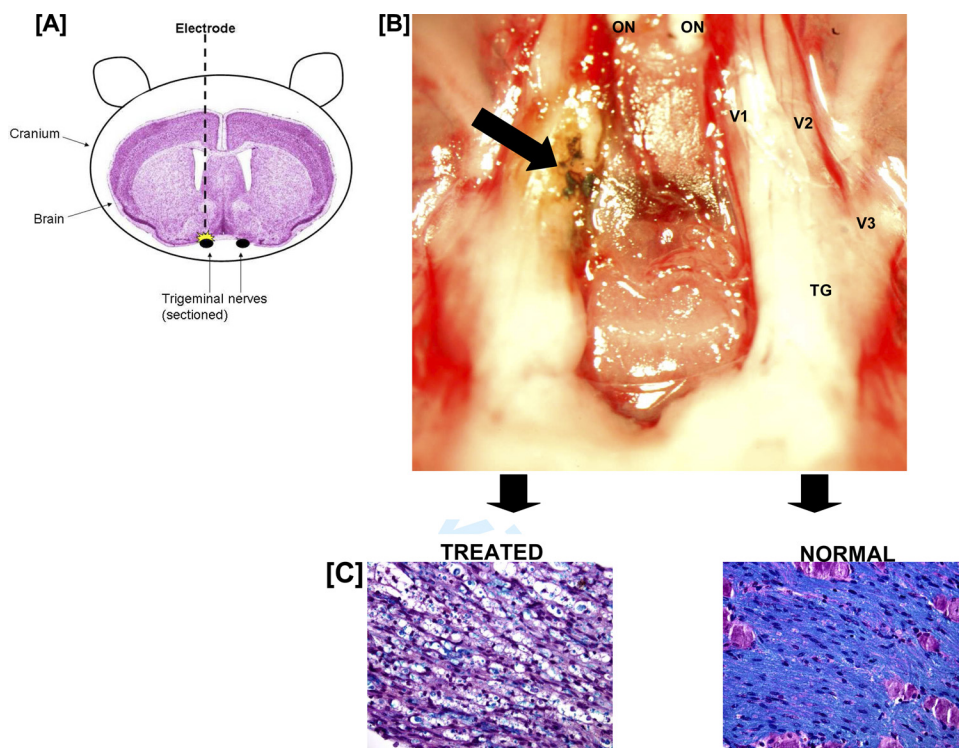 [A]
Electrode
Cranium
Brain
Trigeminal nerves
(sectioned)
[B]
ON
ON
V1
V2
V3
TG
TREATED
NORMAL
[C]